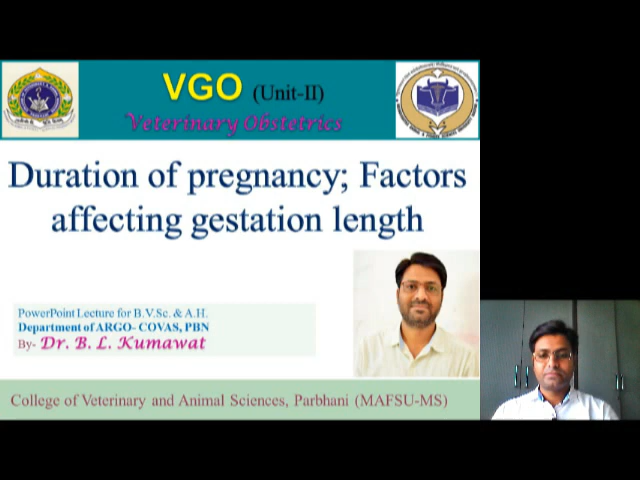 VGO (Unit-II)
Veterinary Obstetrics
Duration of pregnancy; Factors
affecting gestation length
PowerPoint Lecture for B.V.Sc. & A.H.
Department of ARGO- COVAS, PBN
By- Dr. B. L. Kumawat
College of Veterinary and Animal Sciences, Parbhani (MAFSU-MS)